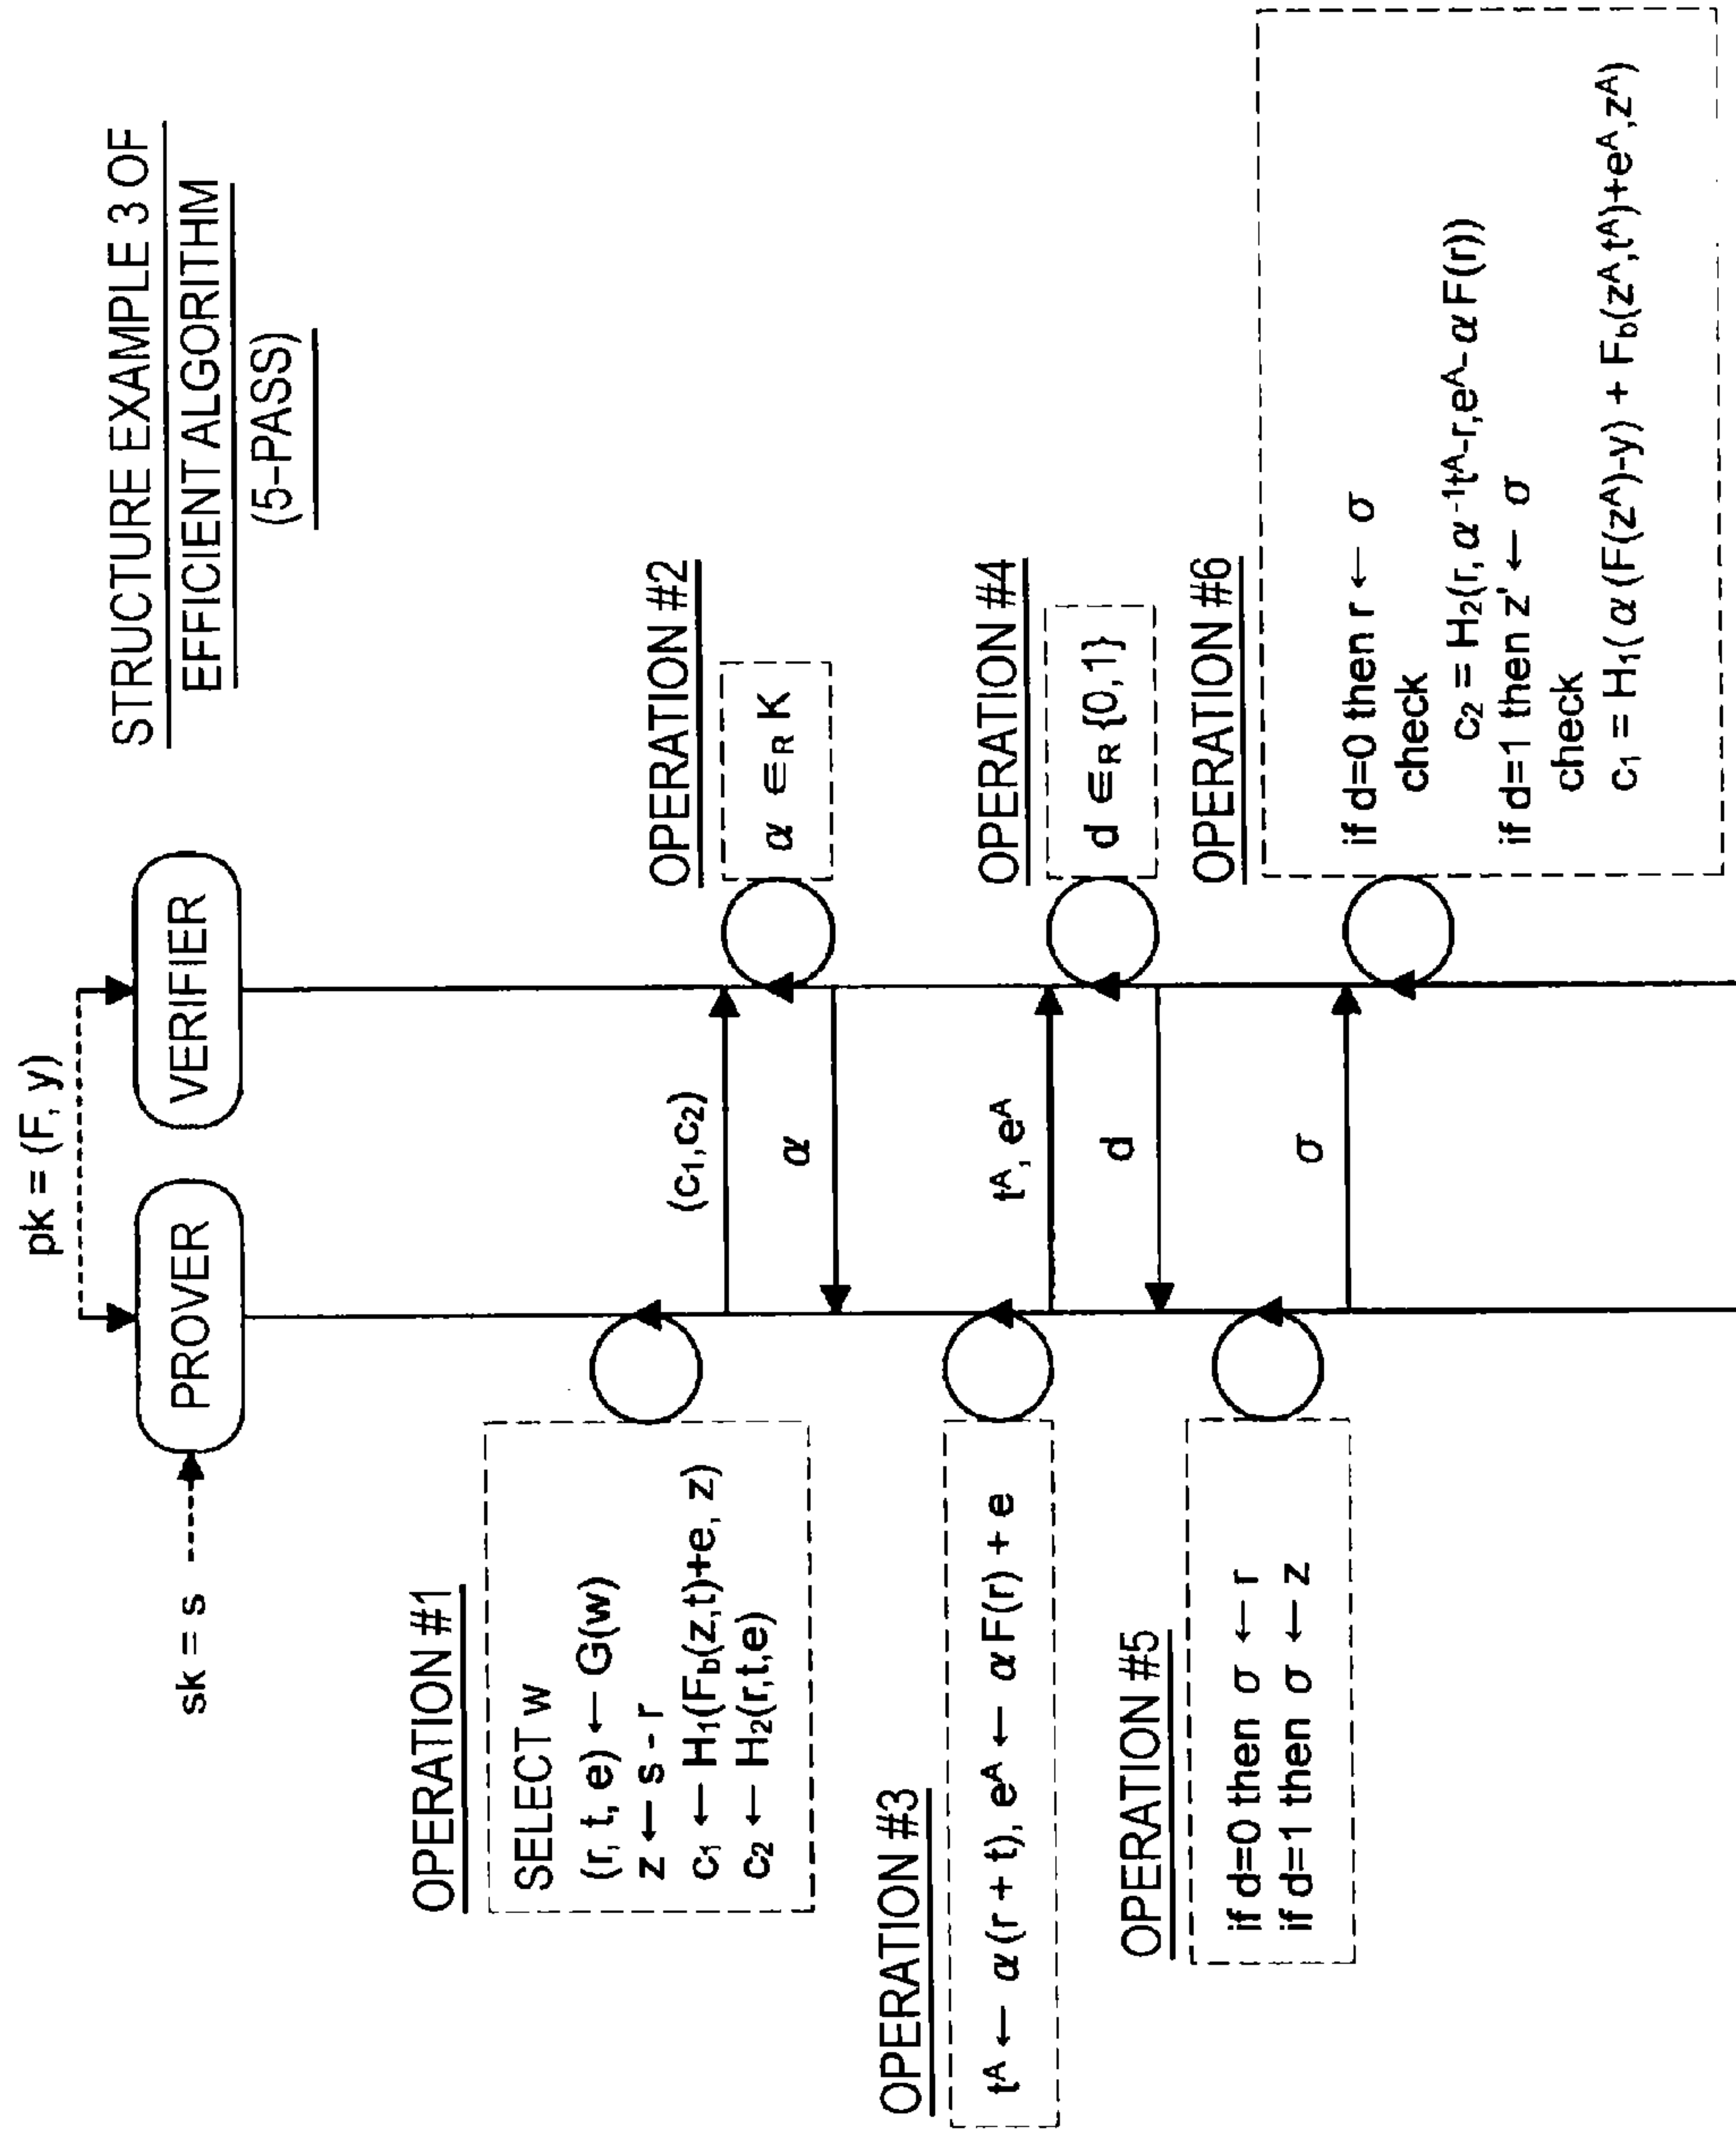 STRUCTURE EXAMPLE 3 OF
EFFICIENT ALGORITHM
(5-PASS)
pk = (F, y)
sk = s
PROVER
VERIFIER
OPERATION #1
SELECT w
(r, t, e) ← G(w)
z ← s - r
c₁ ← H₁(F_b(z,t)+e, z)
c₂ ← H₂(r,t,e)
(c₁,c₂)
OPERATION #2
α ∈_R K
α
OPERATION #3
t^A ← α(r + t), e^A ← αF(r) + e
t^A, e^A
OPERATION #4
d ∈_R {0,1}
d
OPERATION #5
if d=0 then σ ← r
if d=1 then σ ← z
σ
OPERATION #6
if d=0 then r ← σ
check
c₂ = H₂(r, α⁻¹t^A-r,e^A-αF(r))
if d=1 then z' ← σ
check
c₁ = H₁(α(F(z^A)-y) + F_b(z^A,t^A)+e^A,z^A)